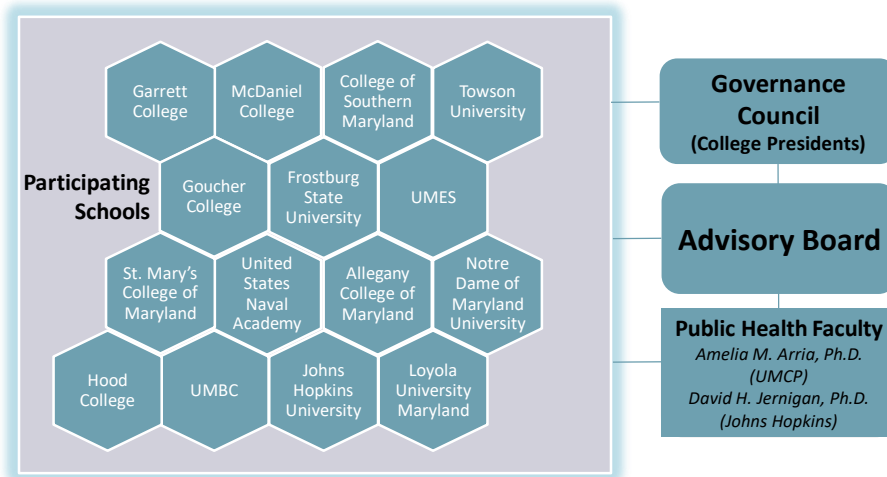 Garrett
College
McDaniel
College
College of
Southern
Maryland
Towson
University
Participating
Schools
Goucher
College
Frostburg
State
University
UMES
St. Mary’s
College of
Maryland
United
States
Naval
Academy
Allegany
College of
Maryland
Notre
Dame of
Maryland
University
Hood
College
UMBC
Johns
Hopkins
University
Loyola
University
Maryland
Governance
Council
(College Presidents)
Advisory Board
Public Health Faculty
Amelia M. Arria, Ph.D.
(UMCP)
David H. Jernigan, Ph.D.
(Johns Hopkins)